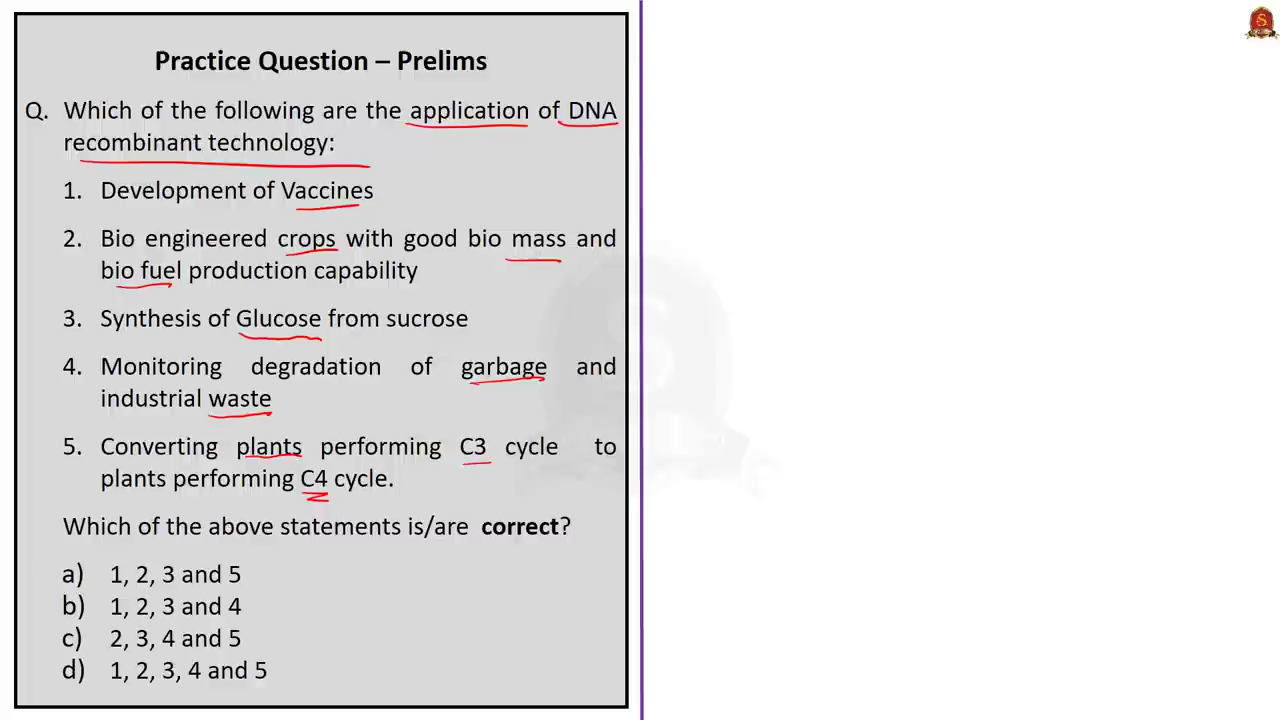 Practice Question – Prelims
Q. Which of the following are the application of DNA
recombinant technology:
1. Development of Vaccines
2. Bio engineered crops with good bio mass and
bio fuel production capability
3. Synthesis of Glucose from sucrose
4. Monitoring degradation of garbage and
industrial waste
5. Converting plants performing C3 cycle to
plants performing C4 cycle.
Which of the above statements is/are correct?
a) 1, 2, 3 and 5
b) 1, 2, 3 and 4
c) 2, 3, 4 and 5
d) 1, 2, 3, 4 and 5
S